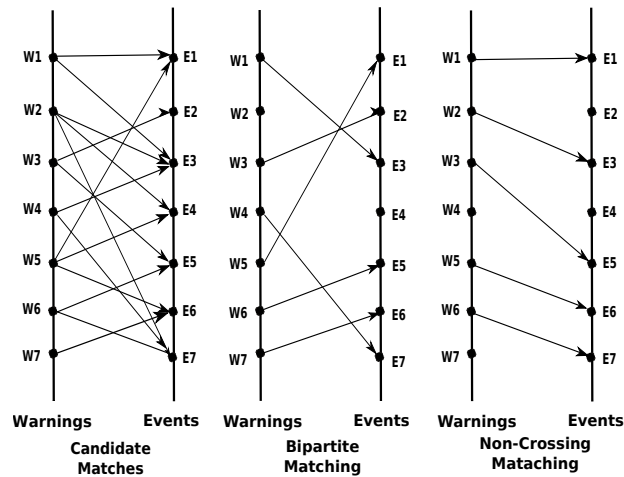 W1 E1
W2 E2
W3 E3
W4 E4
W5 E5
W6 E6
W7 E7
Warnings Events
Candidate
Matches
W1 E1
W2 E2
W3 E3
W4 E4
W5 E5
W6 E6
W7 E7
Warnings Events
Bipartite
Matching
W1 E1
W2 E2
W3 E3
W4 E4
W5 E5
W6 E6
W7 E7
Warnings Events
Non-Crossing
Mataching